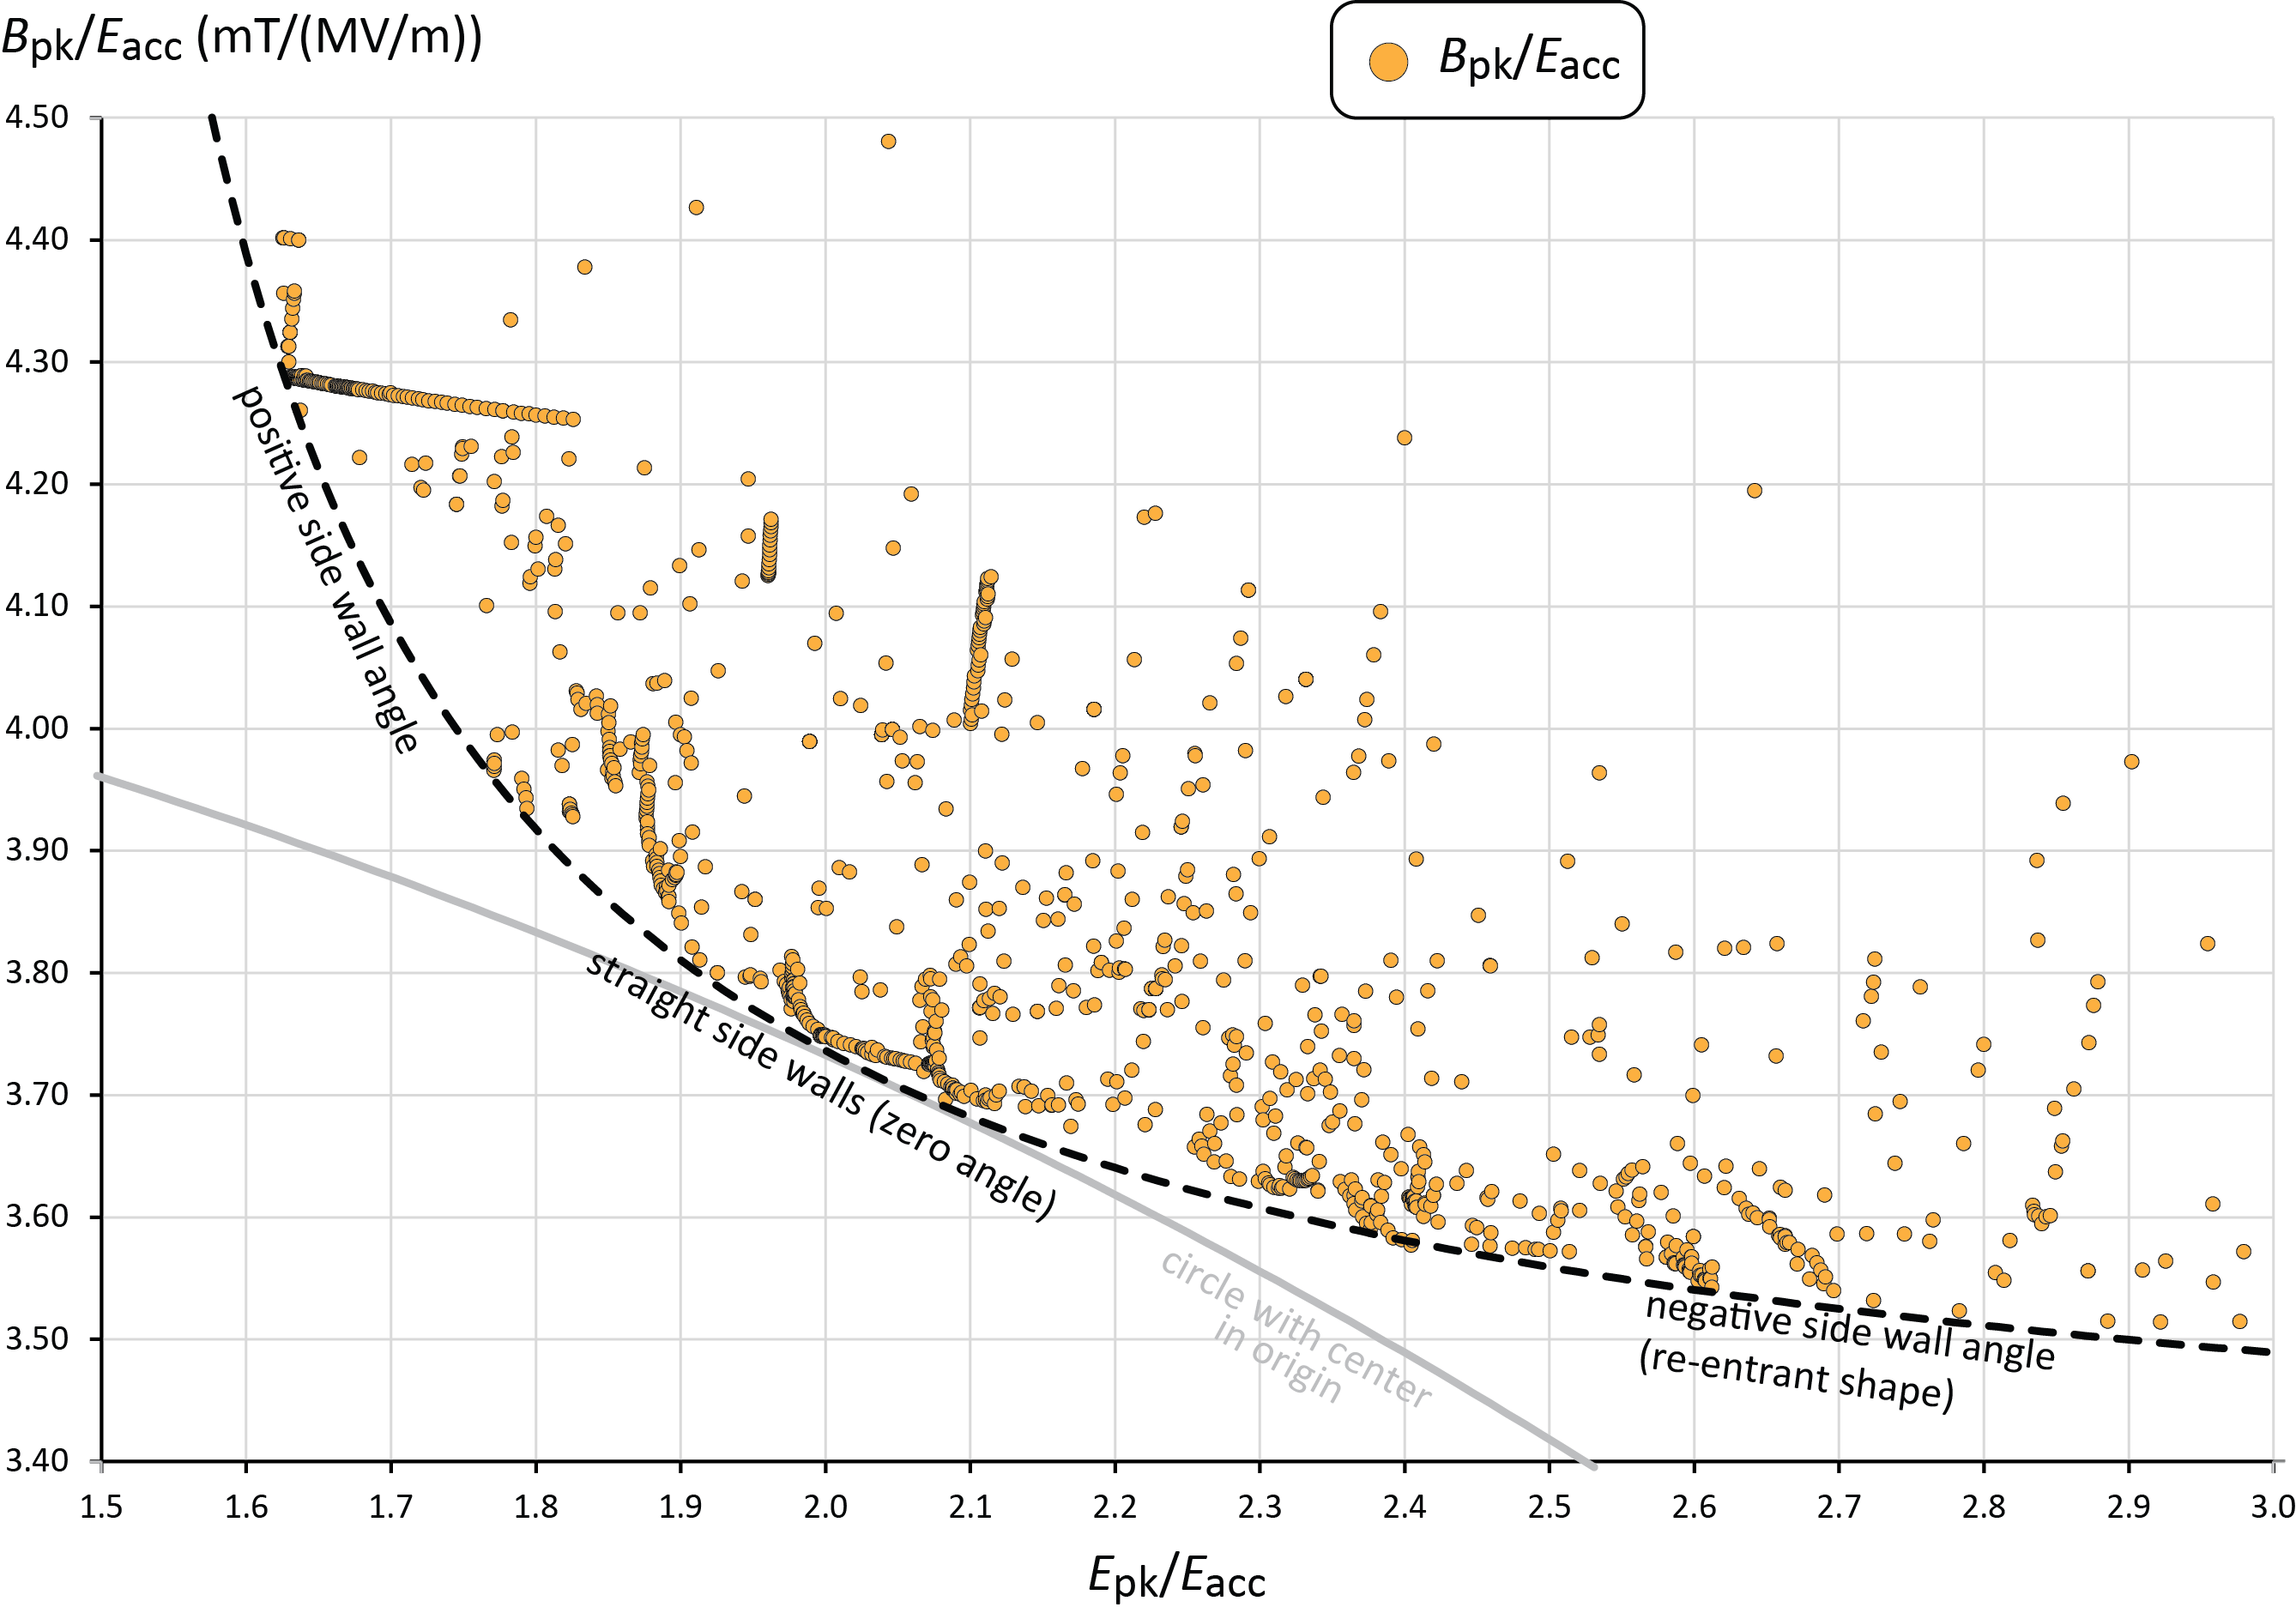 Bpk/Eacc (mT/(MV/m))
Bpk/Eacc
4.50
4.40
4.30
4.20
4.10
4.00
3.90
3.80
3.70
3.60
3.50
3.40
positive side wall angle
straight side walls (zero angle)
circle with center
in origin
negative side wall angle
(re-entrant shape)
1.5 1.6 1.7 1.8 1.9 2.0 2.1 2.2 2.3 2.4 2.5 2.6 2.7 2.8 2.9 3.0
Epk/Eacc